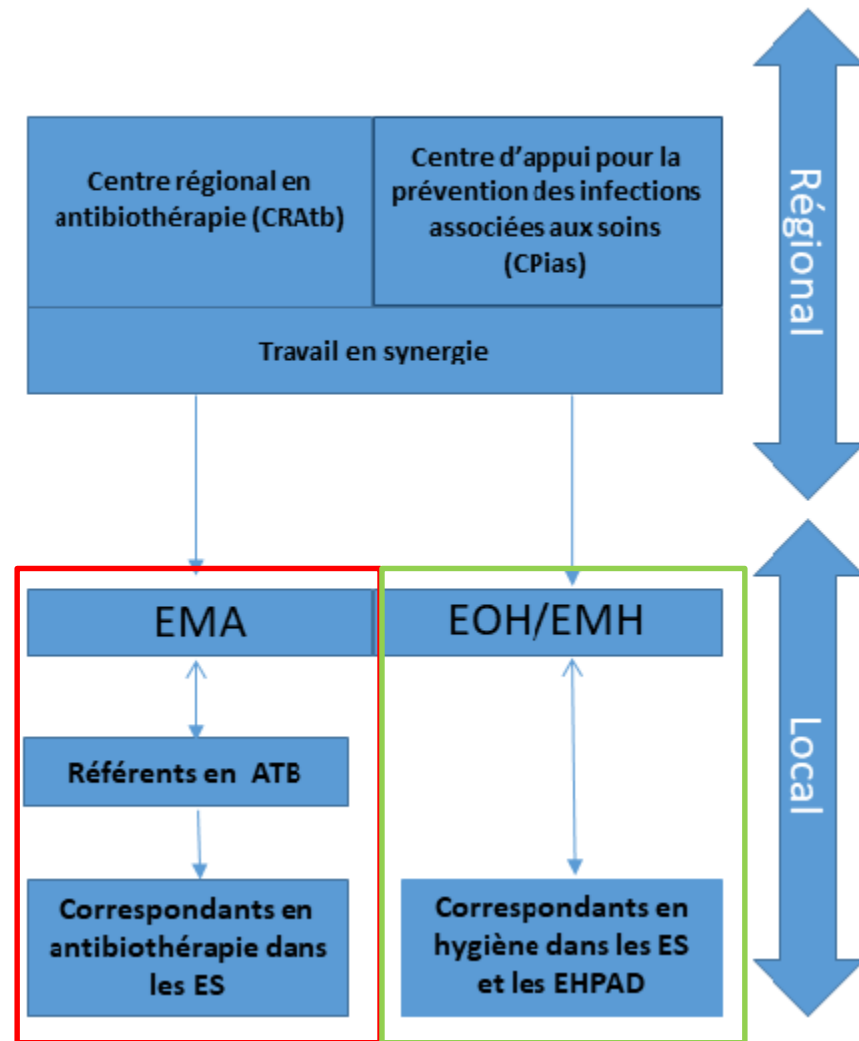 Centre régional en
antibiothérapie (CRAtb)
Centre d'appui pour la
prévention des infections
associées aux soins
(CPias)
Travail en synergie
Régional
EMA
EOH/EMH
Référents en ATB
Correspondants en
antibiothérapie dans
les ES
Correspondants en
hygiène dans les ES
et les EHPAD
Local